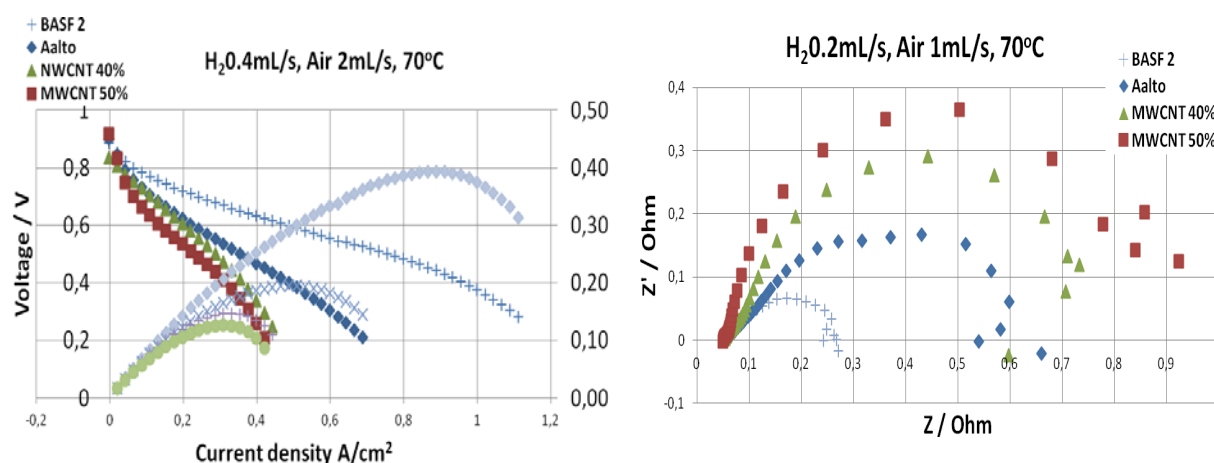 BASF 2
Aalto
NWCNT 40%
MWCNT 50%
H₂0.4mL/s, Air 2mL/s, 70ºC
1
0,8
0,6
0,4
0,2
0
0,50
0,40
0,30
0,20
0,10
0,00
-0,2
0
0,2
0,4
0,6
0,8
1
1,2
Voltage / V
Current density A/cm²
H₂0.2mL/s, Air 1mL/s, 70ºC
BASF 2
Aalto
MWCNT 40%
MWCNT 50%
0,4
0,3
0,2
0,1
0
-0,1
0
0,1
0,2
0,3
0,4
0,5
0,6
0,7
0,8
0,9
Z' / Ohm
Z / Ohm